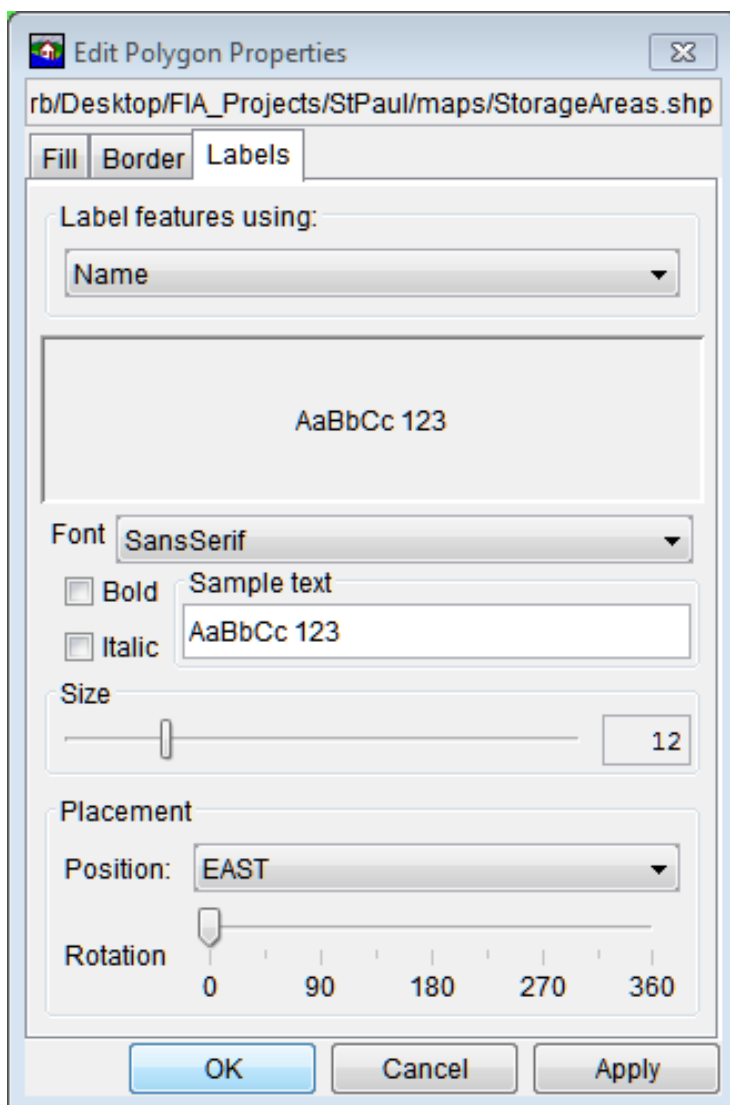 Edit Polygon Properties
rb/Desktop/FIA_Projects/StPaul/maps/StorageAreas.shp
Fill Border Labels
Label features using:
Name
AaBbCc 123
Font SansSerif
Bold Sample text
AaBbCc 123
Italic
Size
12
Placement
Position: EAST
Rotation
0 90 180 270 360
OK Cancel Apply